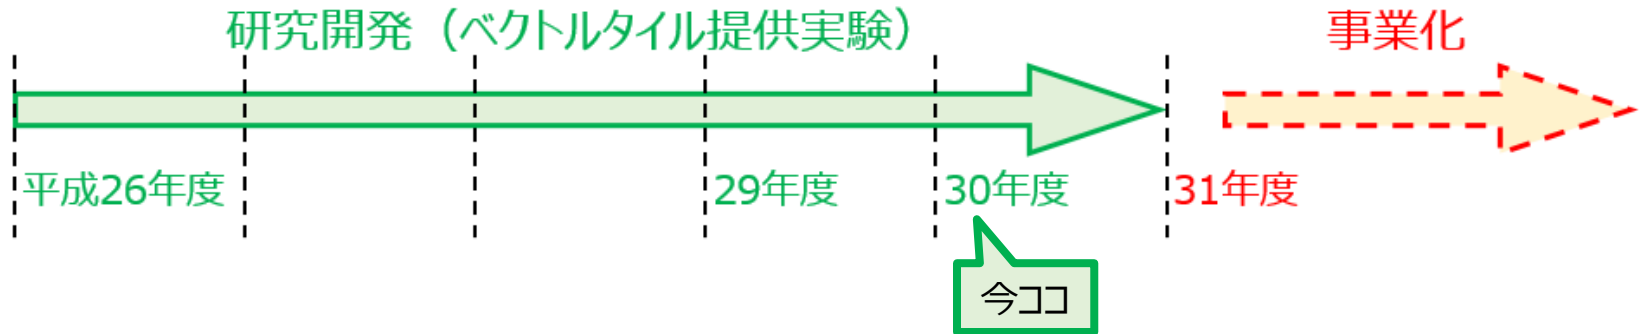 研究開発（ベクトルタイル提供実験）
事業化
平成26年度
29年度
30年度
31年度
今ココ